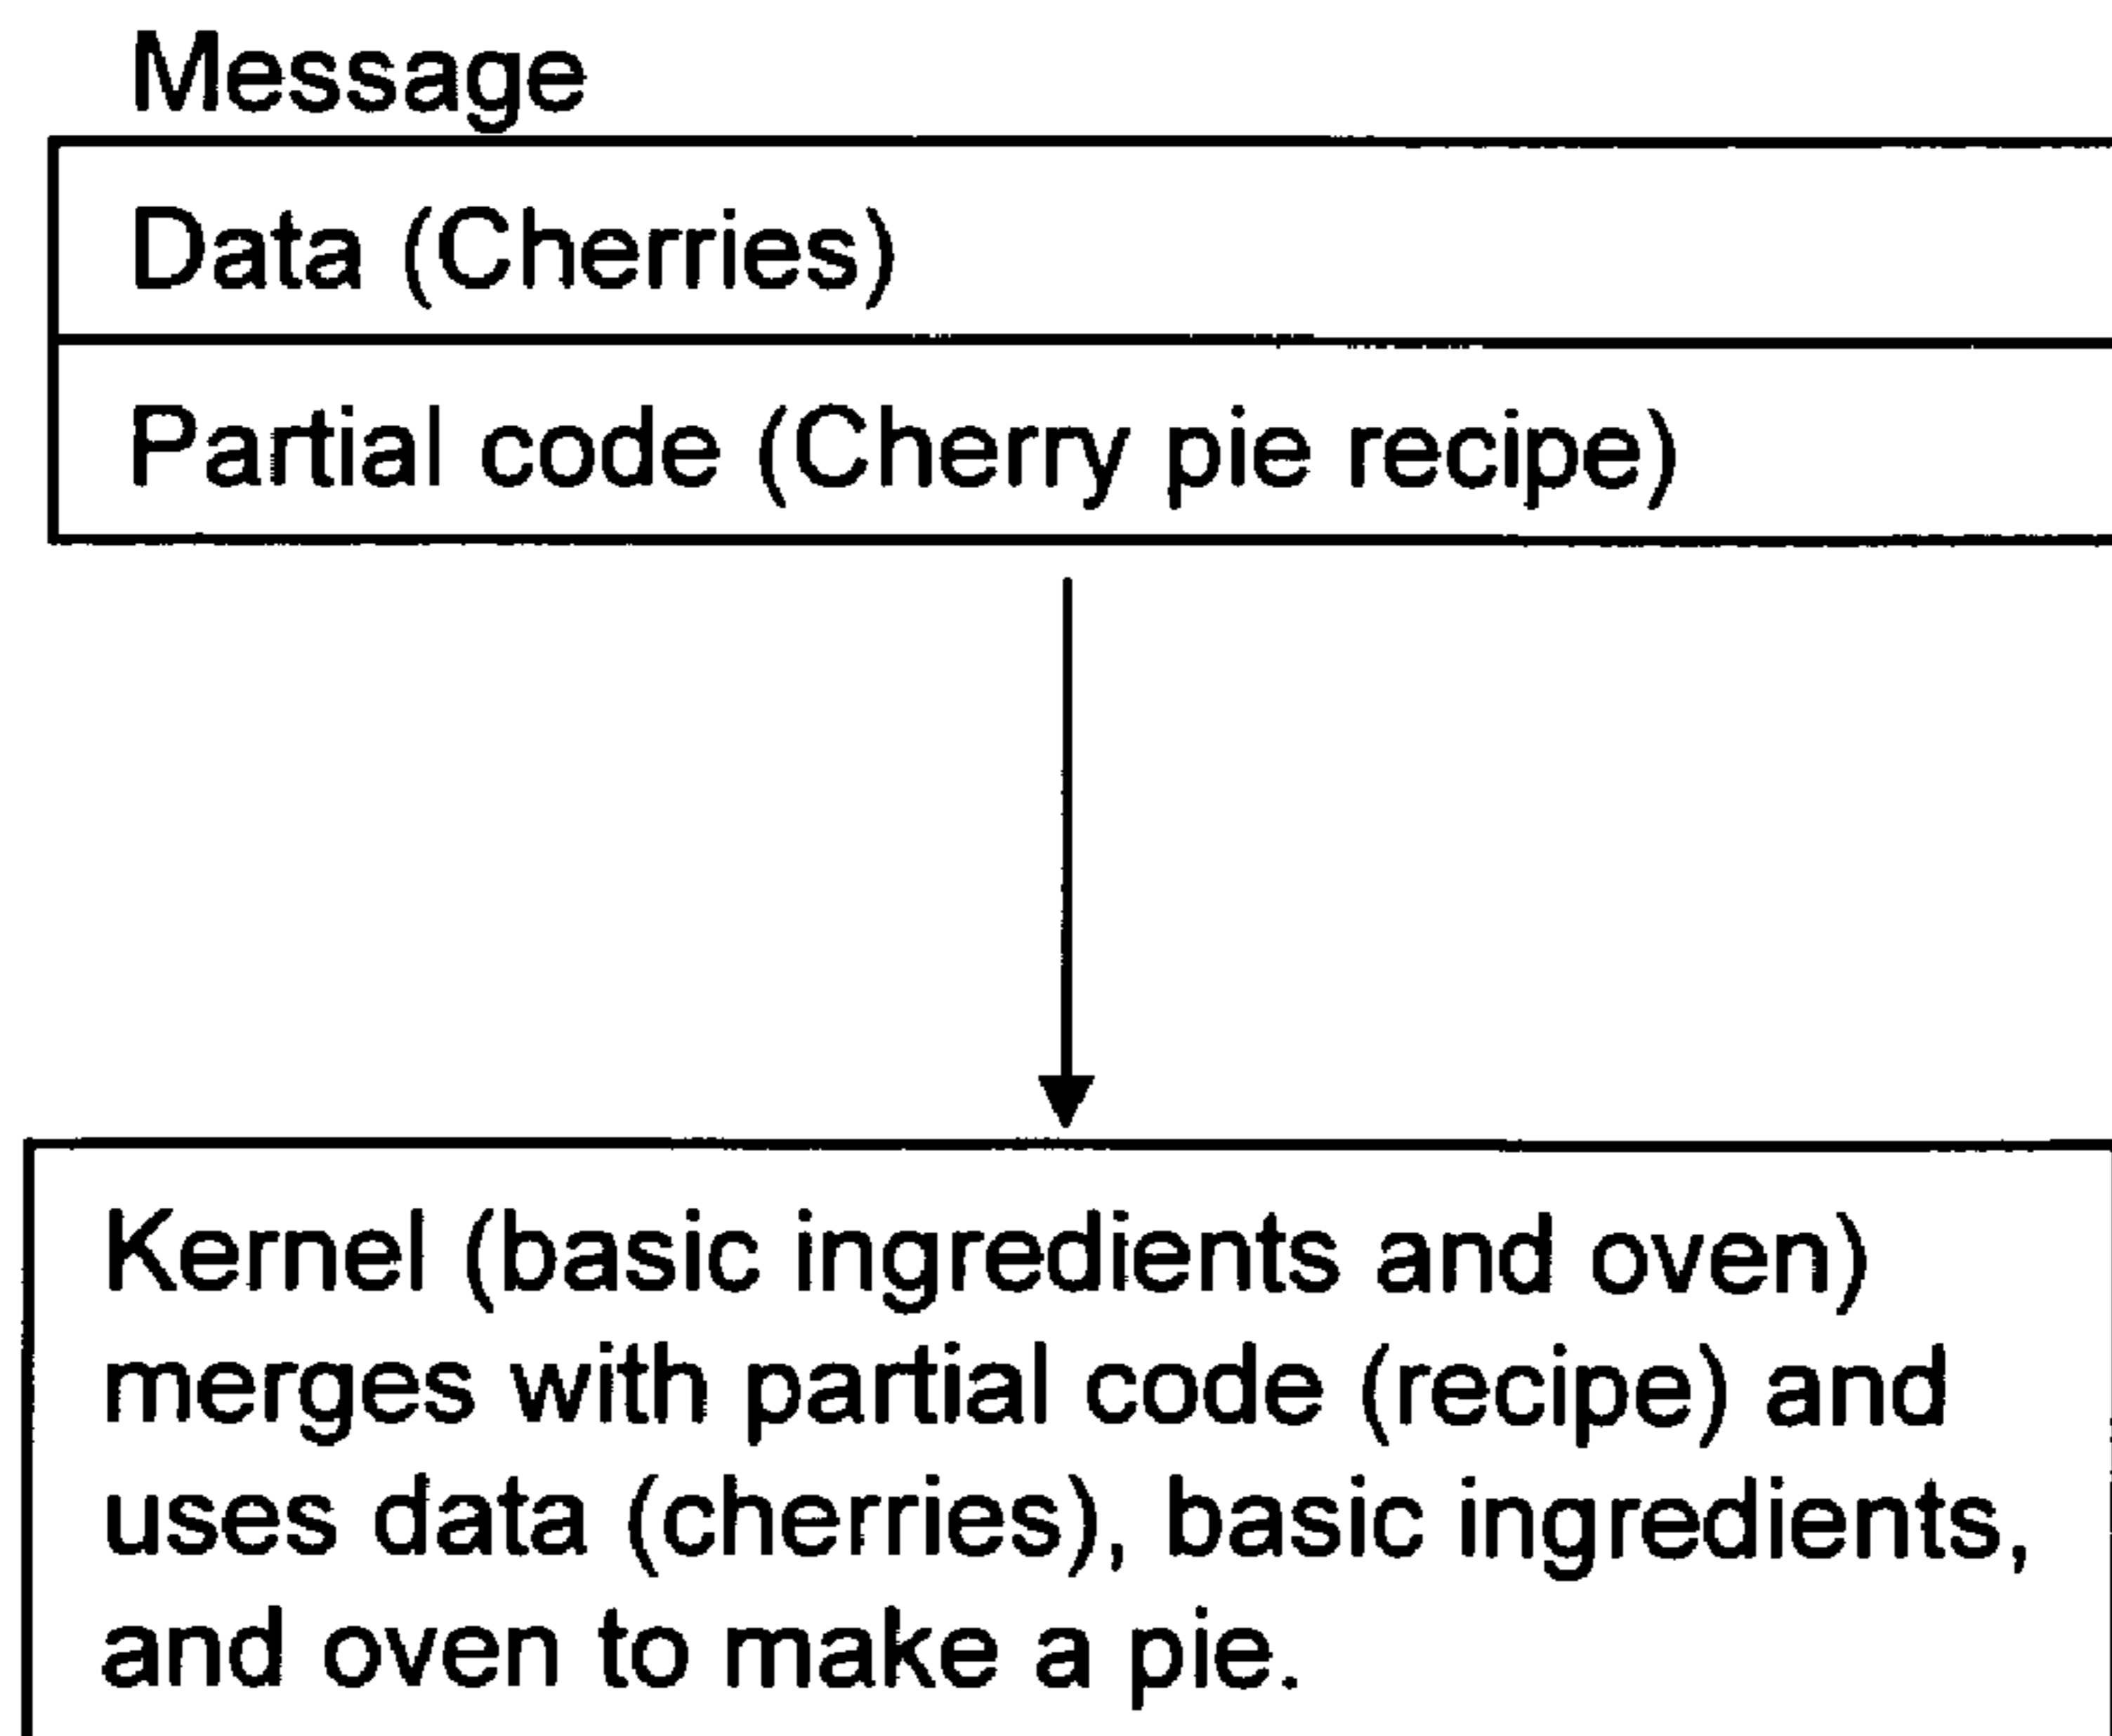 Message
Data (Cherries)
Partial code (Cherry pie recipe)
Kernel (basic ingredients and oven)
merges with partial code (recipe) and
uses data (cherries), basic ingredients,
and oven to make a pie.